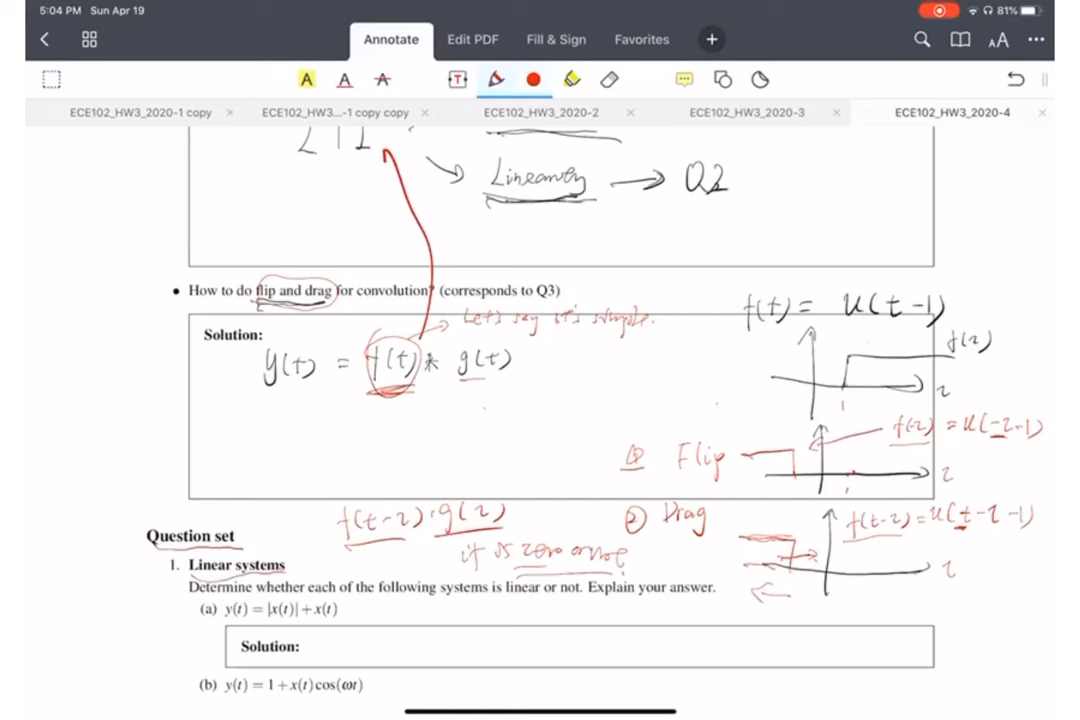 5:04 PM Sun Apr 19
81%
Annotate Edit PDF Fill & Sign Favorites
ECE102_HW3_2020-1 copy ECE102_HW3...-1 copy copy ECE102_HW3_2020-2 ECE102_HW3_2020-3 ECE102_HW3_2020-4
LTI
Linearity → Q2
• How to do flip and drag for convolution? (corresponds to Q3)
Let's say it's simple.
f(t) = u(t-1)
Solution:
y(t) = f(t) * g(t)
f(τ)
τ
1
f(-τ) = u(-τ-1)
① Flip
τ
1
f(t-τ)·g(τ)
② Drag
f(t-τ) = u(t-τ-1)
if is zero or not
τ
Question set
1. Linear systems
Determine whether each of the following systems is linear or not. Explain your answer.
(a) y(t) = |x(t)| + x(t)
Solution:
(b) y(t) = 1 + x(t) cos(ωt)